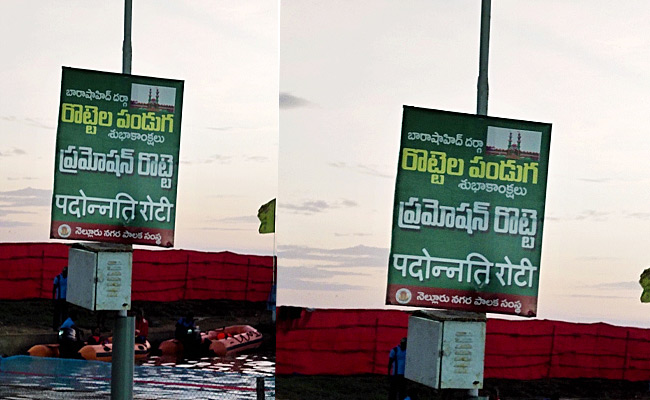 బారాషాహిద్ దర్గా
రొట్టెల పండుగ
శుభాకాంక్షలు
ప్రమోషన్ రొట్టె
पदोन्नति रोटी
నెల్లూరు నగర పాలక సంస్థ
బారాషాహిద్ దర్గా
రొట్టెల పండుగ
శుభాకాంక్షలు
ప్రమోషన్ రొట్టె
पदोन्नति रोटी
నెల్లూరు నగర పాలక సంస్థ